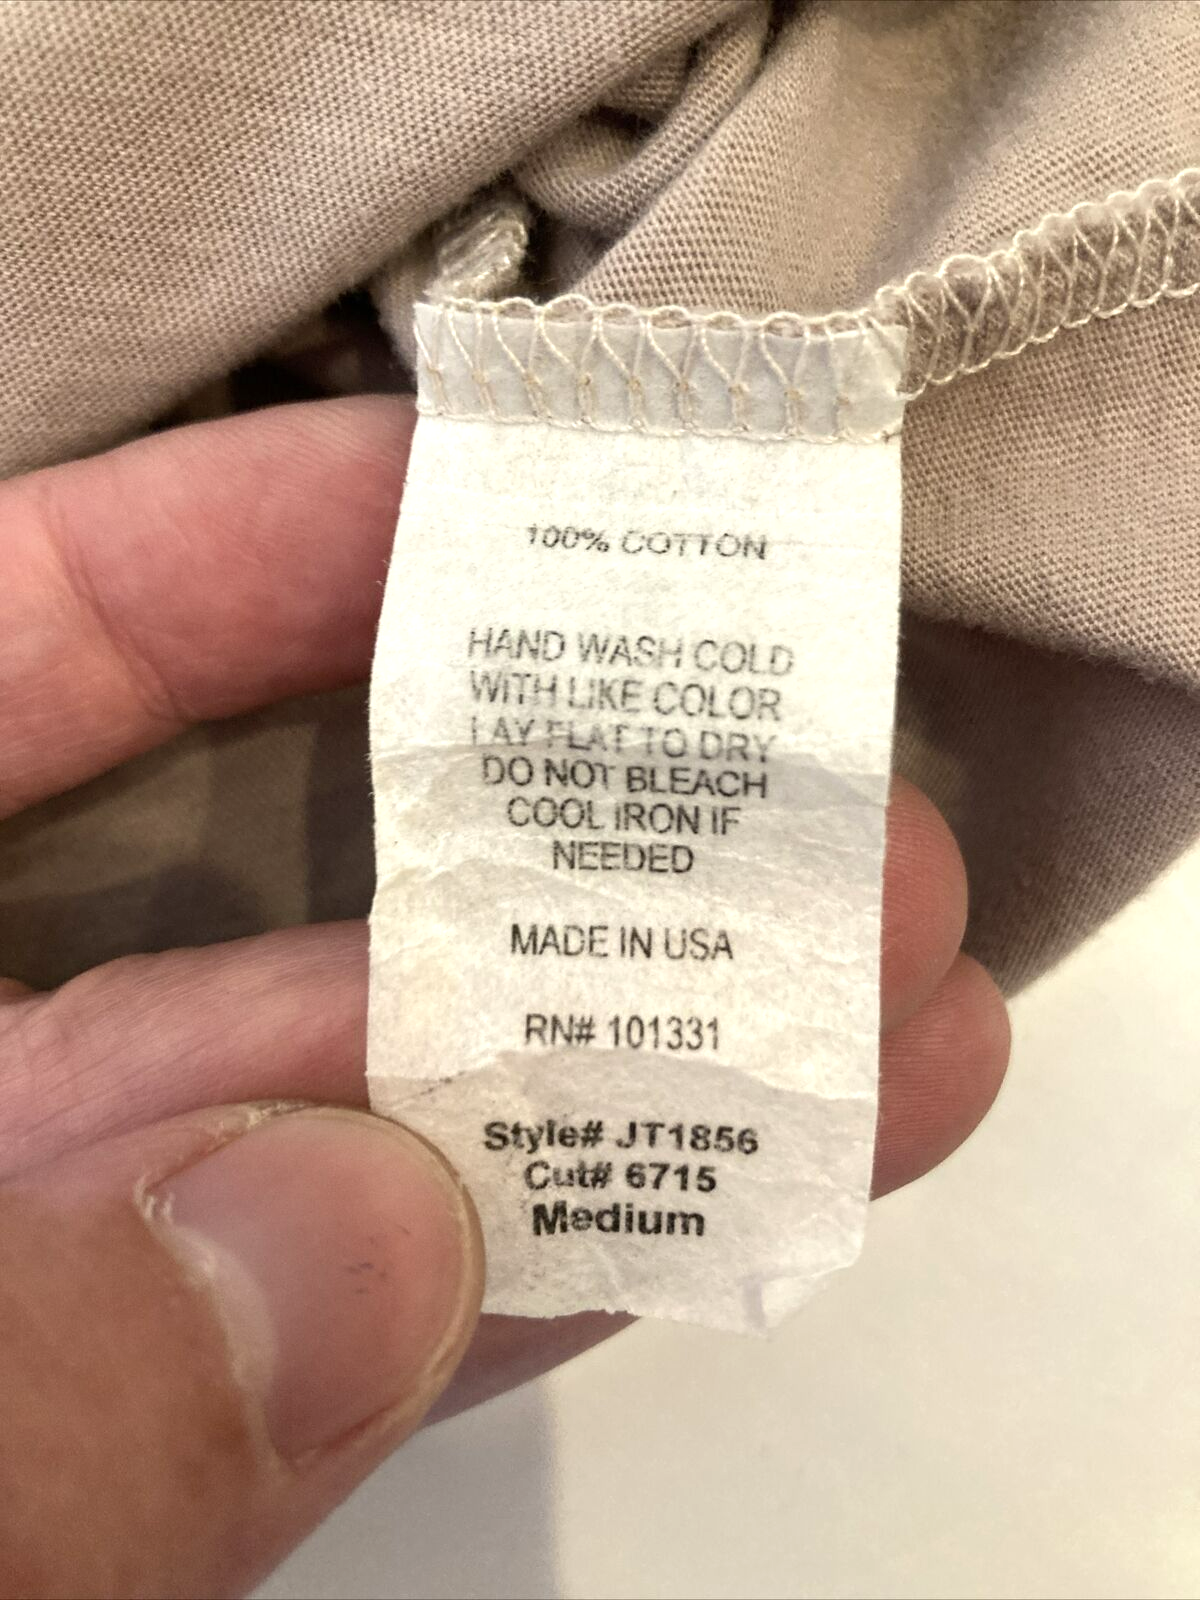 100% COTTON
HAND WASH COLD
WITH LIKE COLOR
LAY FLAT TO DRY
DO NOT BLEACH
COOL IRON IF
NEEDED
MADE IN USA
RN# 101331
Style# JT1856
Cut# 6715
Medium